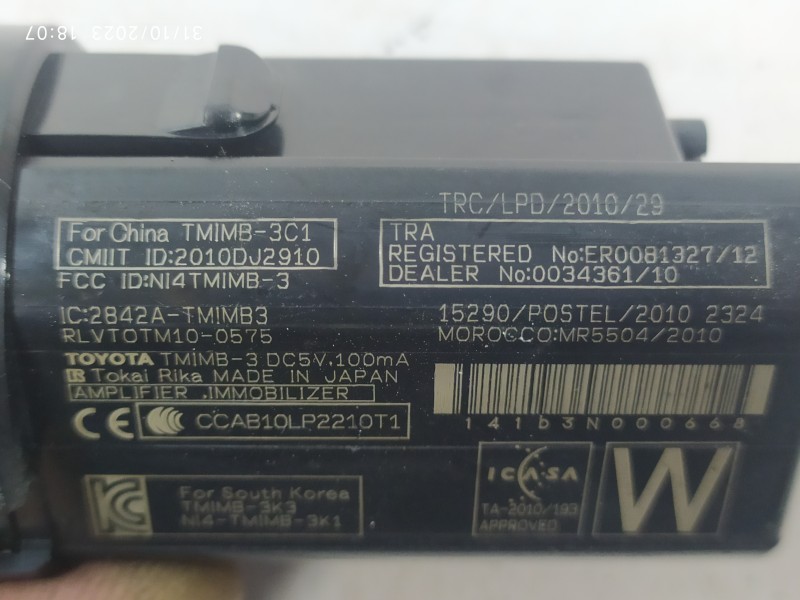 31/10/2023 18:07
TRC/LPD/2010/29
For China TMIMB-3C1
CMIIT ID:2010DJ2910
FCC ID:NI4TMIMB-3
TRA
REGISTERED No:ER0081327/12
DEALER No:0034361/10
IC:2842A-TMIMB3
RLVTOTM10-0575
15290/POSTEL/2010 2324
MOROCCO:MR5504/2010
TOYOTA TMIMB-3 DC5V,100mA
Tokai Rika MADE IN JAPAN
AMPLIFIER ,IMMOBILIZER
CE CCC CCAB10LP2210T1
141b3N000668
KC
For South Korea
TMIMB-3K3
NI4-TMIMB-3K1
ICASA
TA-2010/193
APPROVED
W